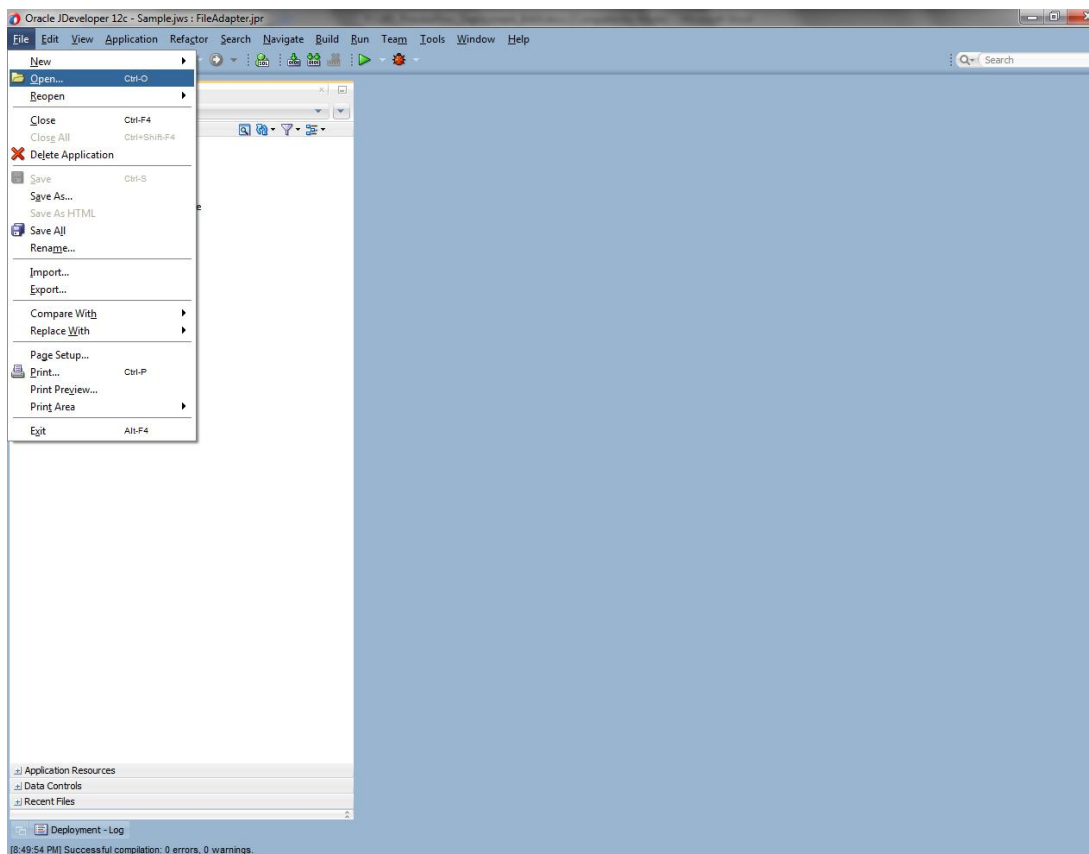 Oracle JDeveloper 12c - Sample.jws : FileAdapter.jpr
File Edit View Application Refactor Search Navigate Build Run Team Tools Window Help
Search
New
Open... Ctrl-O
Reopen
Close Ctrl-F4
Close All Ctrl+Shift-F4
Delete Application
Save Ctrl-S
Save As...
Save As HTML
Save All
Rename...
Import...
Export...
Compare With
Replace With
Page Setup...
Print... Ctrl-P
Print Preview...
Print Area
Exit Alt-F4
Application Resources
Data Controls
Recent Files
Deployment - Log
[8:49:54 PM] Successful compilation: 0 errors, 0 warnings.